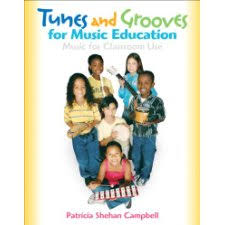 Tunes and Grooves
for Music Education
Music for Classroom Use
Patricia Shehan Campbell